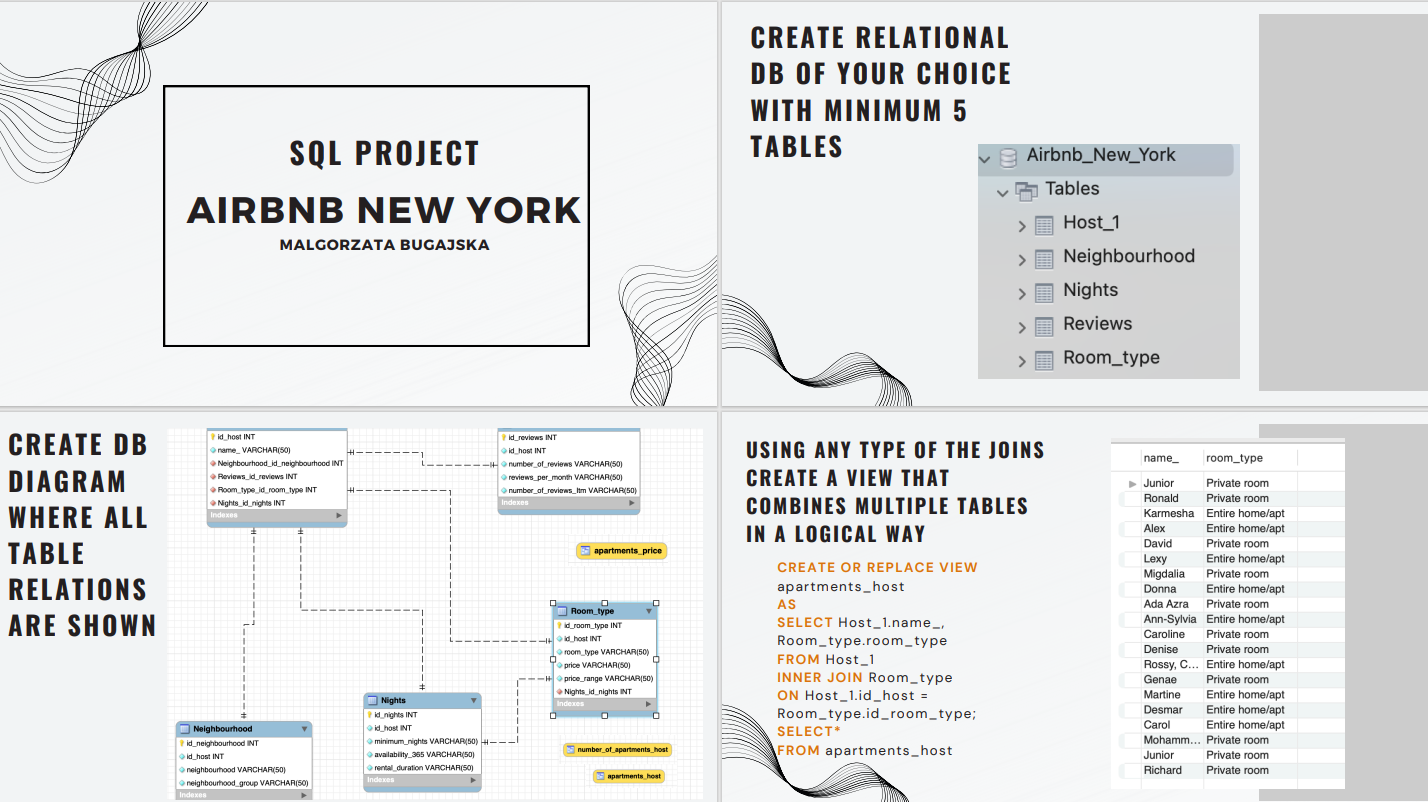 SQL PROJECT
AIRBNB NEW YORK
MALGORZATA BUGAJSKA
CREATE RELATIONAL
DB OF YOUR CHOICE
WITH MINIMUM 5
TABLES
Airbnb_New_York
Tables
Host_1
Neighbourhood
Nights
Reviews
Room_type
CREATE DB
DIAGRAM
WHERE ALL
TABLE
RELATIONS
ARE SHOWN
id_host INT
name_ VARCHAR(50)
Neighbourhood_id_neighbourhood INT
Reviews_id_reviews INT
Room_type_id_room_type INT
Nights_id_nights INT
Indexes
id_reviews INT
id_host INT
number_of_reviews VARCHAR(50)
reviews_per_month VARCHAR(50)
number_of_reviews_ltm VARCHAR(50)
Indexes
apartments_price
Room_type
id_room_type INT
id_host INT
room_type VARCHAR(50)
price VARCHAR(50)
price_range VARCHAR(50)
Nights_id_nights INT
Indexes
Nights
id_nights INT
id_host INT
minimum_nights VARCHAR(50)
availability_365 VARCHAR(50)
rental_duration VARCHAR(50)
Indexes
Neighbourhood
id_neighbourhood INT
id_host INT
neighbourhood VARCHAR(50)
neighbourhood_group VARCHAR(50)
Indexes
number_of_apartments_host
apartments_host
USING ANY TYPE OF THE JOINS
CREATE A VIEW THAT
COMBINES MULTIPLE TABLES
IN A LOGICAL WAY
CREATE OR REPLACE VIEW
apartments_host
AS
SELECT Host_1.name_,
Room_type.room_type
FROM Host_1
INNER JOIN Room_type
ON Host_1.id_host =
Room_type.id_room_type;
SELECT*
FROM apartments_host
name_ room_type
Junior Private room
Ronald Private room
Karmesha Entire home/apt
Alex Entire home/apt
David Private room
Lexy Entire home/apt
Migdalia Private room
Donna Entire home/apt
Ada Azra Private room
Ann-Sylvia Entire home/apt
Caroline Private room
Denise Private room
Rossy, C... Entire home/apt
Genae Private room
Martine Entire home/apt
Desmar Entire home/apt
Carol Entire home/apt
Mohamm... Private room
Junior Private room
Richard Private room